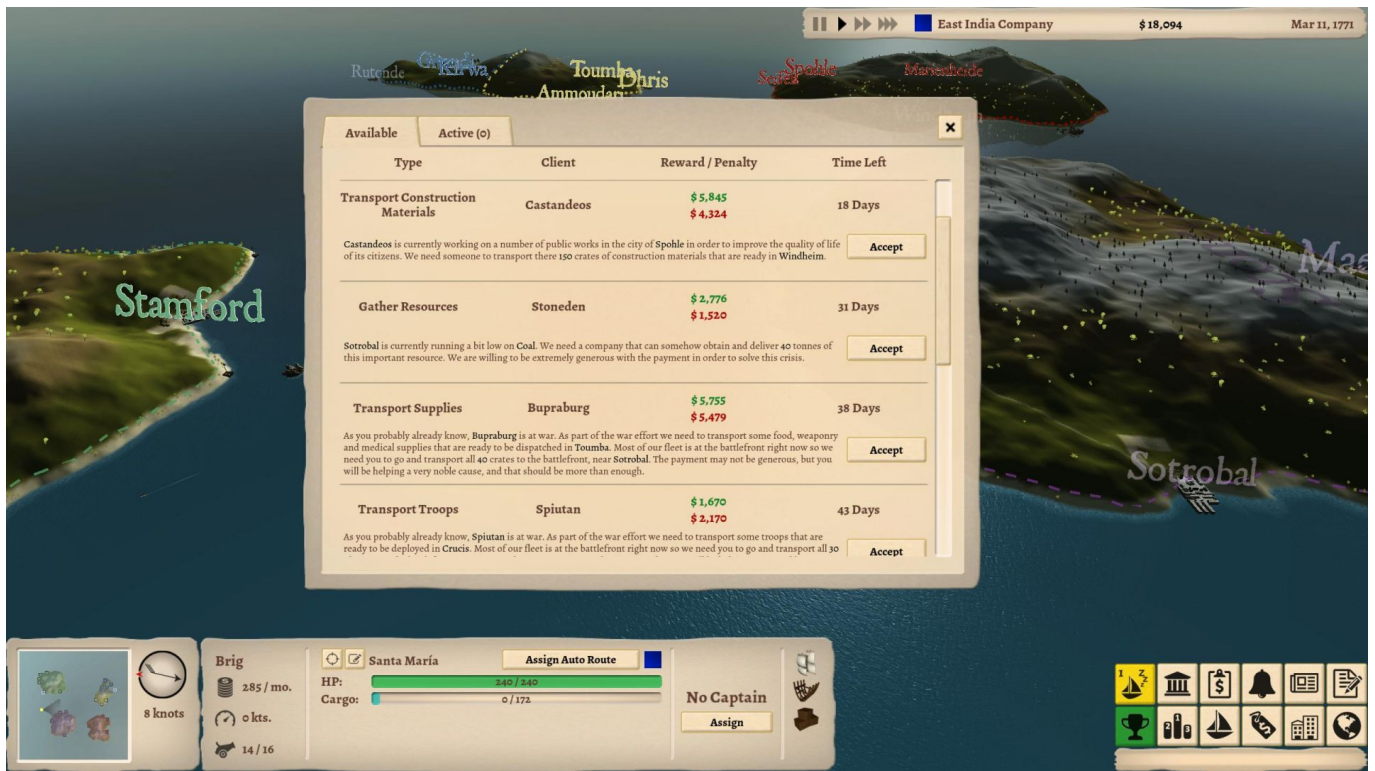 East India Company $18,094 Mar 11, 1771
Rutende
Toumba
Dhris
Ammoudari
Spohle
Marienheide
Available Active (0)
Type Client Reward / Penalty Time Left
Transport Construction Materials Castandeos $5,845 $4,324 18 Days
Castandeos is currently working on a number of public works in the city of Spohle in order to improve the quality of life
of its citizens. We need someone to transport there 150 crates of construction materials that are ready in Windheim.
Accept
Gather Resources Stoneden $2,776 $1,520 31 Days
Sotrobal is currently running a bit low on Coal. We need a company that can somehow obtain and deliver 40 tonnes of
this important resource. We are willing to be extremely generous with the payment in order to solve this crisis.
Accept
Transport Supplies Bupraburg $5,755 $5,479 38 Days
As you probably already know, Bupraburg is at war. As part of the war effort we need to transport some food, weaponry
and medical supplies that are ready to be dispatched in Toumba. Most of our fleet is at the battlefront right now so we
need you to go and transport all 40 crates to the battlefront, near Sotrobal. The payment may not be generous, but you
will be helping a very noble cause, and that should be more than enough.
Accept
Transport Troops Spiutan $1,670 $2,170 43 Days
As you probably already know, Spiutan is at war. As part of the war effort we need to transport some troops that are
ready to be deployed in Crucis. Most of our fleet is at the battlefront right now so we need you to go and transport all 30
Accept
Stamford
Mae
Sotrobal
8 knots
Brig
285 / mo.
0 kts.
14 / 16
Santa María Assign Auto Route
HP: 240 / 240
Cargo: 0 / 172
No Captain
Assign